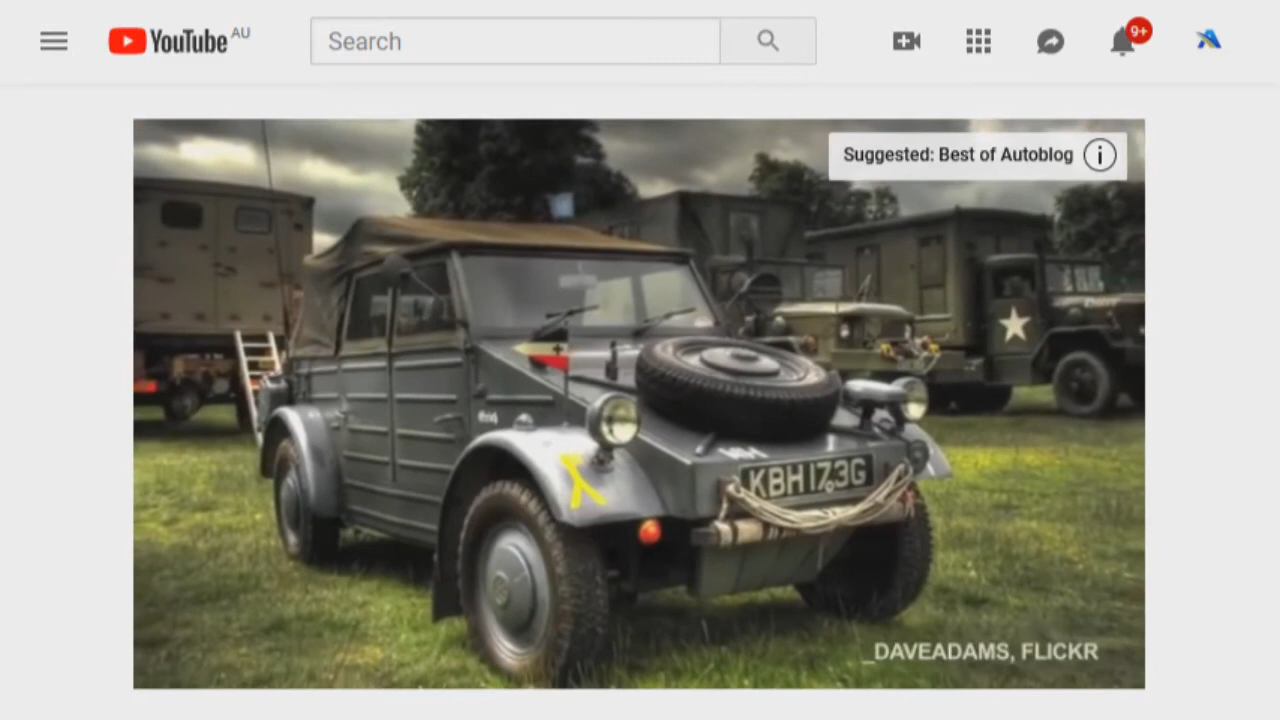 YouTube AU
Search
9+
Suggested: Best of Autoblog
KBH 173G
_DAVEADAMS, FLICKR